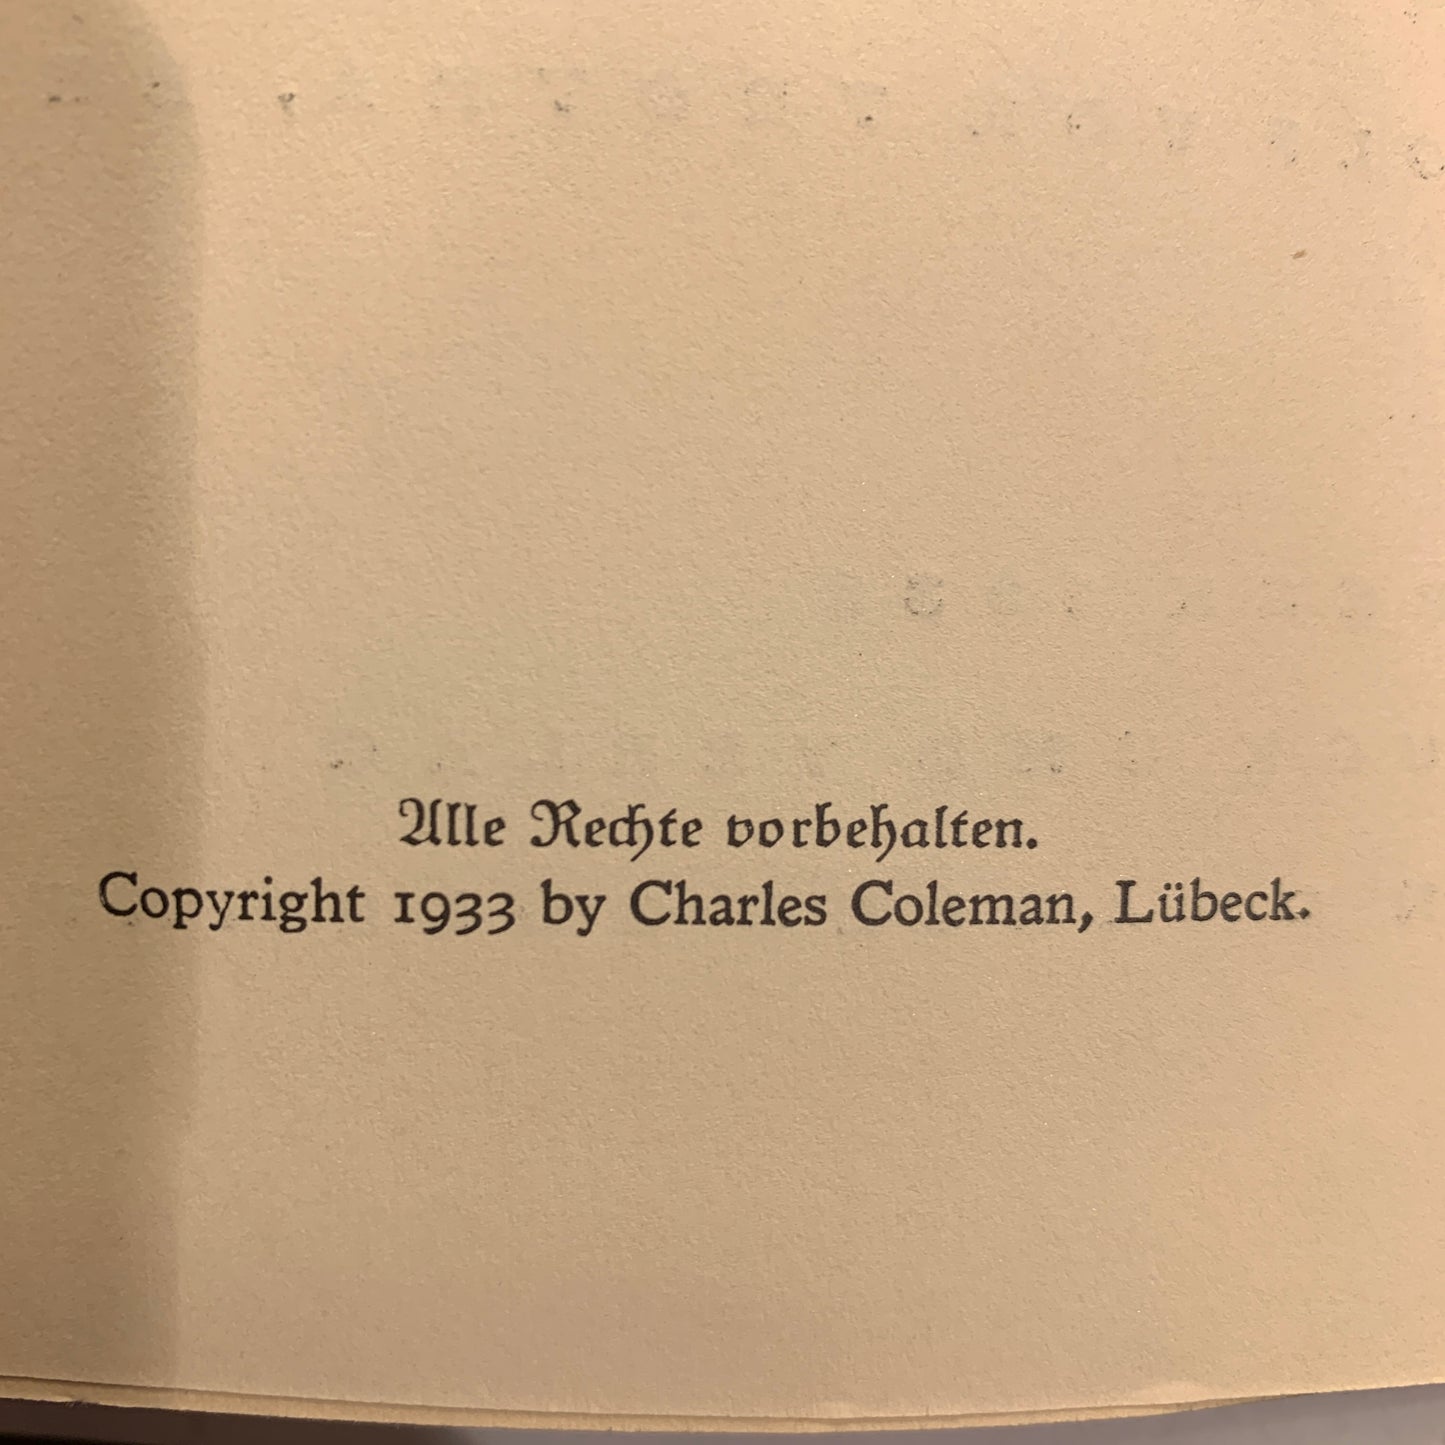 Alle Rechte vorbehalten.
Copyright 1933 by Charles Coleman, Lübeck.